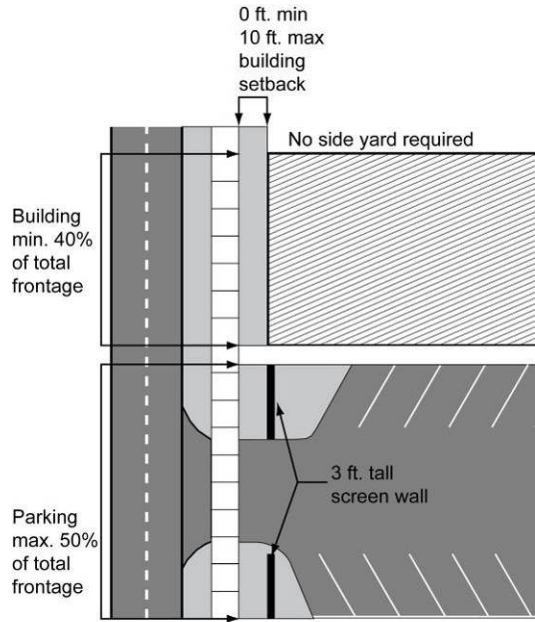 0 ft. min
10 ft. max
building
setback
No side yard required
Building
min. 40%
of total
frontage
3 ft. tall
screen wall
Parking
max. 50%
of total
frontage